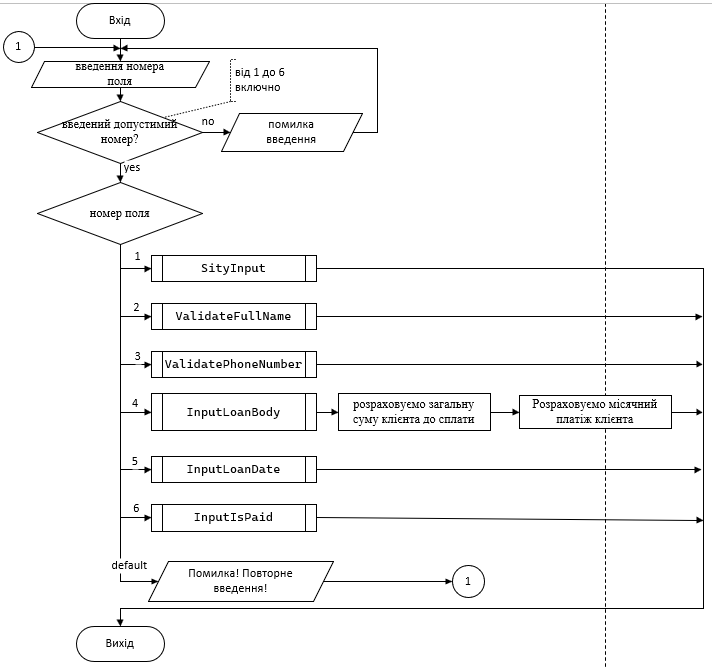 Вхід
1
введення номера
поля
від 1 до 6
включно
введений допустимий
номер?
no
помилка
введення
yes
номер поля
1
SityInput
2
ValidateFullName
3
ValidatePhoneNumber
4
InputLoanBody
розраховуємо загальну
суму клієнта до сплати
Розраховуємо місячний
платіж клієнта
5
InputLoanDate
6
InputIsPaid
default
Помилка! Повторне
введення!
1
Вихід